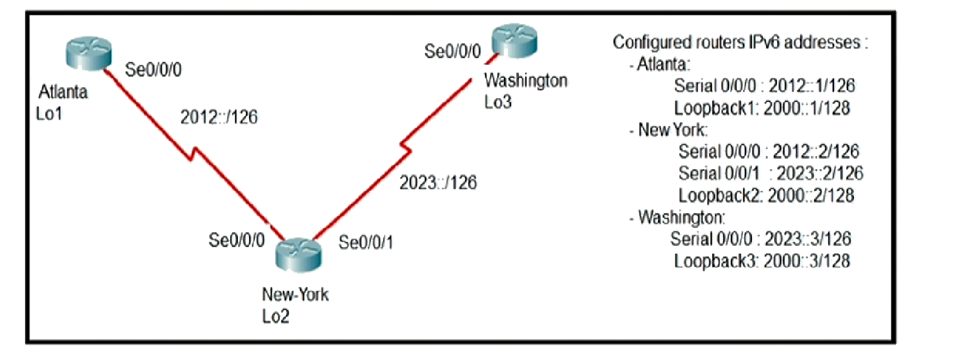 Se0/0/0
Atlanta
Lo1
2012::/126
Se0/0/0
Washington
Lo3
2023::/126
Se0/0/0
Se0/0/1
New-York
Lo2
Configured routers IPv6 addresses :
- Atlanta:
Serial 0/0/0 : 2012::1/126
Loopback1: 2000::1/128
- New York:
Serial 0/0/0 : 2012::2/126
Serial 0/0/1 : 2023::2/126
Loopback2: 2000::2/128
- Washington:
Serial 0/0/0 : 2023::3/126
Loopback3: 2000::3/128